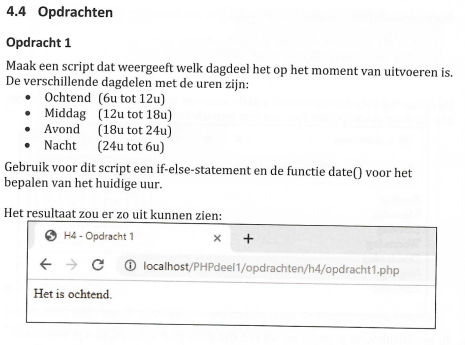 4.4 Opdrachten
Opdracht 1
Maak een script dat weergeeft welk dagdeel het op het moment van uitvoeren is.
De verschillende dagdelen met de uren zijn:
• Ochtend (6u tot 12u)
• Middag (12u tot 18u)
• Avond (18u tot 24u)
• Nacht (24u tot 6u)
Gebruik voor dit script een if-else-statement en de functie date() voor het
bepalen van het huidige uur.
Het resultaat zou er zo uit kunnen zien:
H4 - Opdracht 1
localhost/PHPdeel1/opdrachten/h4/opdracht1.php
Het is ochtend.